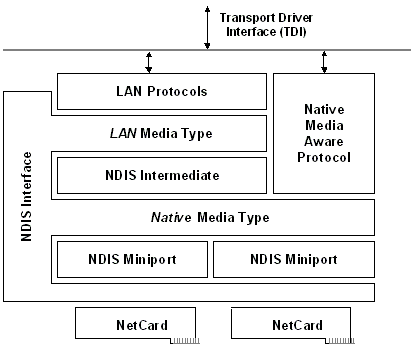 Transport Driver
Interface (TDI)
LAN Protocols
Native
Media
Aware
Protocol
LAN Media Type
NDIS Intermediate
NDIS Interface
Native Media Type
NDIS Miniport
NDIS Miniport
NetCard
NetCard